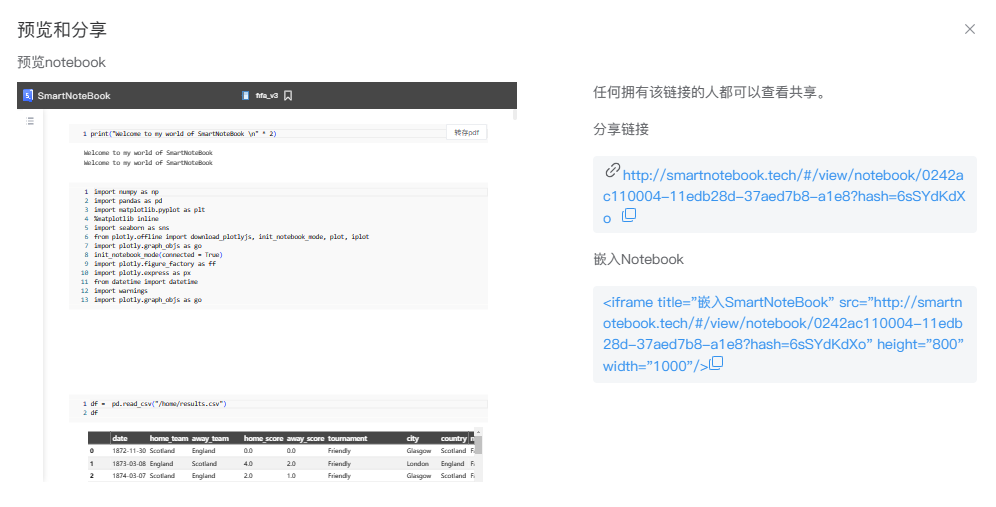 预览和分享
预览notebook
SmartNoteBook
fifa_v3
1 print("Welcome to my world of SmartNoteBook \n" * 2)
转存pdf
Welcome to my world of SmartNoteBook
Welcome to my world of SmartNoteBook
1 import numpy as np
2 import pandas as pd
3 import matplotlib.pyplot as plt
4 %matplotlib inline
5 import seaborn as sns
6 from plotly.offline import download_plotlyjs, init_notebook_mode, plot, iplot
7 import plotly.graph_objs as go
8 init_notebook_mode(connected = True)
9 import plotly.figure_factory as ff
10 import plotly.express as px
11 from datetime import datetime
12 import warnings
13 import plotly.graph_objs as go
1 df =  pd.read_csv("/home/results.csv")
2 df
date home_team away_team home_score away_score tournament city country
0 1872-11-30 Scotland England 0.0 0.0 Friendly Glasgow Scotland
1 1873-03-08 England Scotland 4.0 2.0 Friendly London England
2 1874-03-07 Scotland England 2.0 1.0 Friendly Glasgow Scotland
任何拥有该链接的人都可以查看共享。
分享链接
http://smartnotebook.tech/#/view/notebook/0242a
c110004-11edb28d-37aed7b8-a1e8?hash=6sSYdKdX
o
嵌入Notebook
<iframe title="嵌入SmartNoteBook" src="http://smartn
otebook.tech/#/view/notebook/0242ac110004-11edb
28d-37aed7b8-a1e8?hash=6sSYdKdXo" height="800"
width="1000"/>